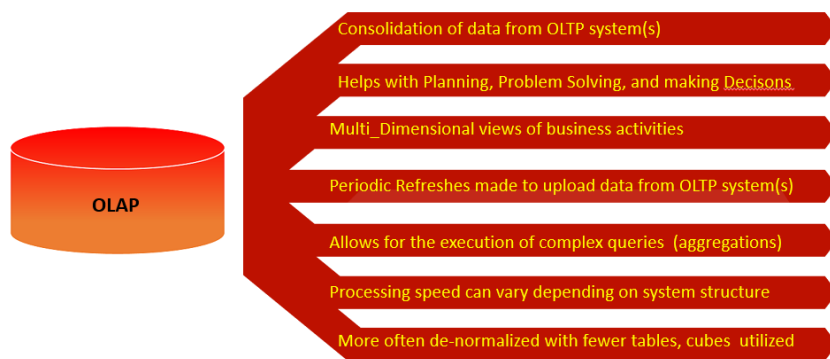 Consolidation of data from OLTP system(s)
Helps with Planning, Problem Solving, and making Decisons
Multi_Dimensional views of business activities
OLAP
Periodic Refreshes made to upload data from OLTP system(s)
Allows for the execution of complex queries (aggregations)
Processing speed can vary depending on system structure
More often de-normalized with fewer tables, cubes utilized